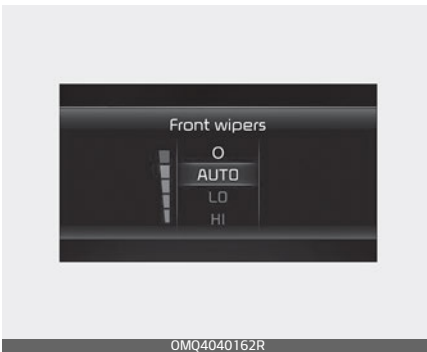 Front wipers
O
AUTO
LO
HI
OMQ4040162R